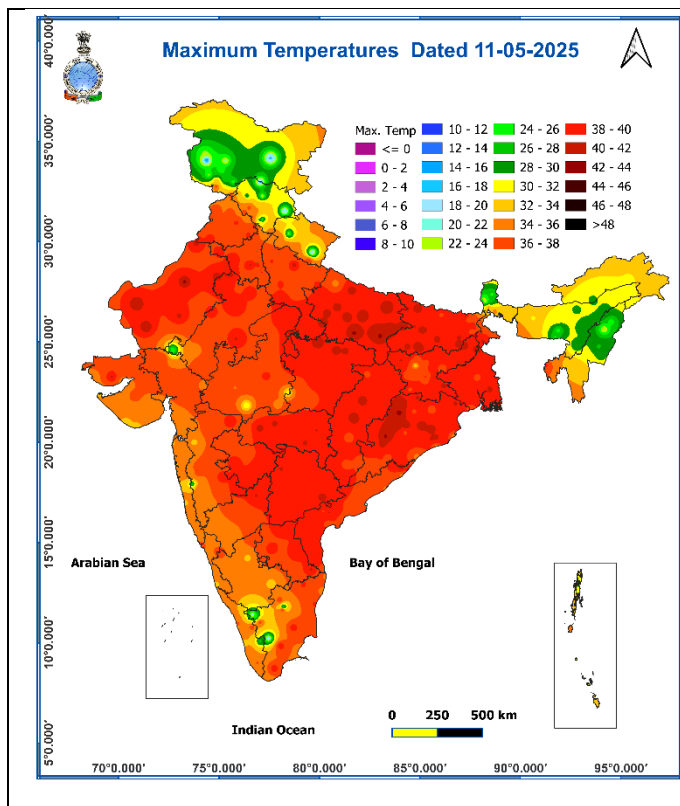 Maximum Temperatures Dated 11-05-2025
Max. Temp
<= 0
0 - 2
2 - 4
4 - 6
6 - 8
8 - 10
10 - 12
12 - 14
14 - 16
16 - 18
18 - 20
20 - 22
22 - 24
24 - 26
26 - 28
28 - 30
30 - 32
32 - 34
34 - 36
36 - 38
38 - 40
40 - 42
42 - 44
44 - 46
46 - 48
>48
40°0.000'
35°0.000'
30°0.000'
25°0.000'
20°0.000'
15°0.000'
10°0.000'
5°0.000'
Arabian Sea
Bay of Bengal
Indian Ocean
0 250 500 km
70°0.000' 75°0.000' 80°0.000' 85°0.000' 90°0.000' 95°0.000'